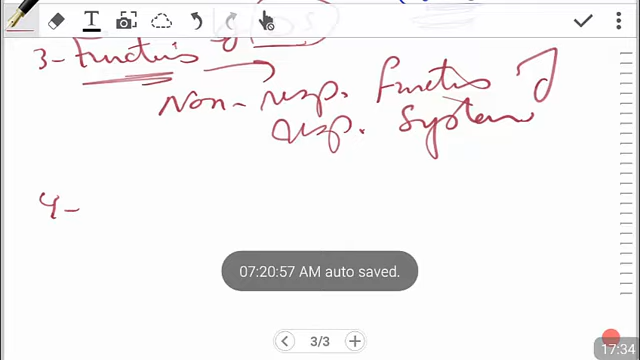 3- Functions
Non-resp. Functions of
resp. System
4-
07:20:57 AM auto saved.
3/3
17:34